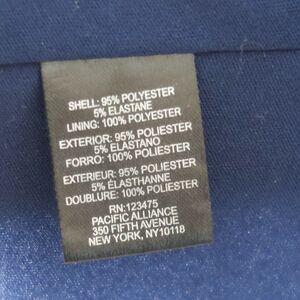 SHELL: 95% POLYESTER
5% ELASTANE
LINING: 100% POLYESTER
EXTERIOR: 95% POLIESTER
5% ELASTANO
FORRO: 100% POLIESTER
EXTERIEUR: 95% POLIESTER
5% ÉLASTHANNE
DOUBLURE: 100% POLIESTER
RN:123475
PACIFIC ALLIANCE
350 FIFTH AVENUE
NEW YORK, NY10118